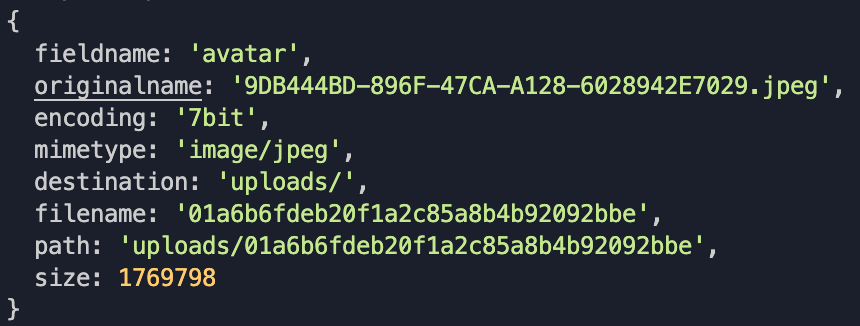 {
  fieldname: 'avatar',
  originalname: '9DB444BD-896F-47CA-A128-6028942E7029.jpeg',
  encoding: '7bit',
  mimetype: 'image/jpeg',
  destination: 'uploads/',
  filename: '01a6b6fdeb20f1a2c85a8b4b92092bbe',
  path: 'uploads/01a6b6fdeb20f1a2c85a8b4b92092bbe',
  size: 1769798
}